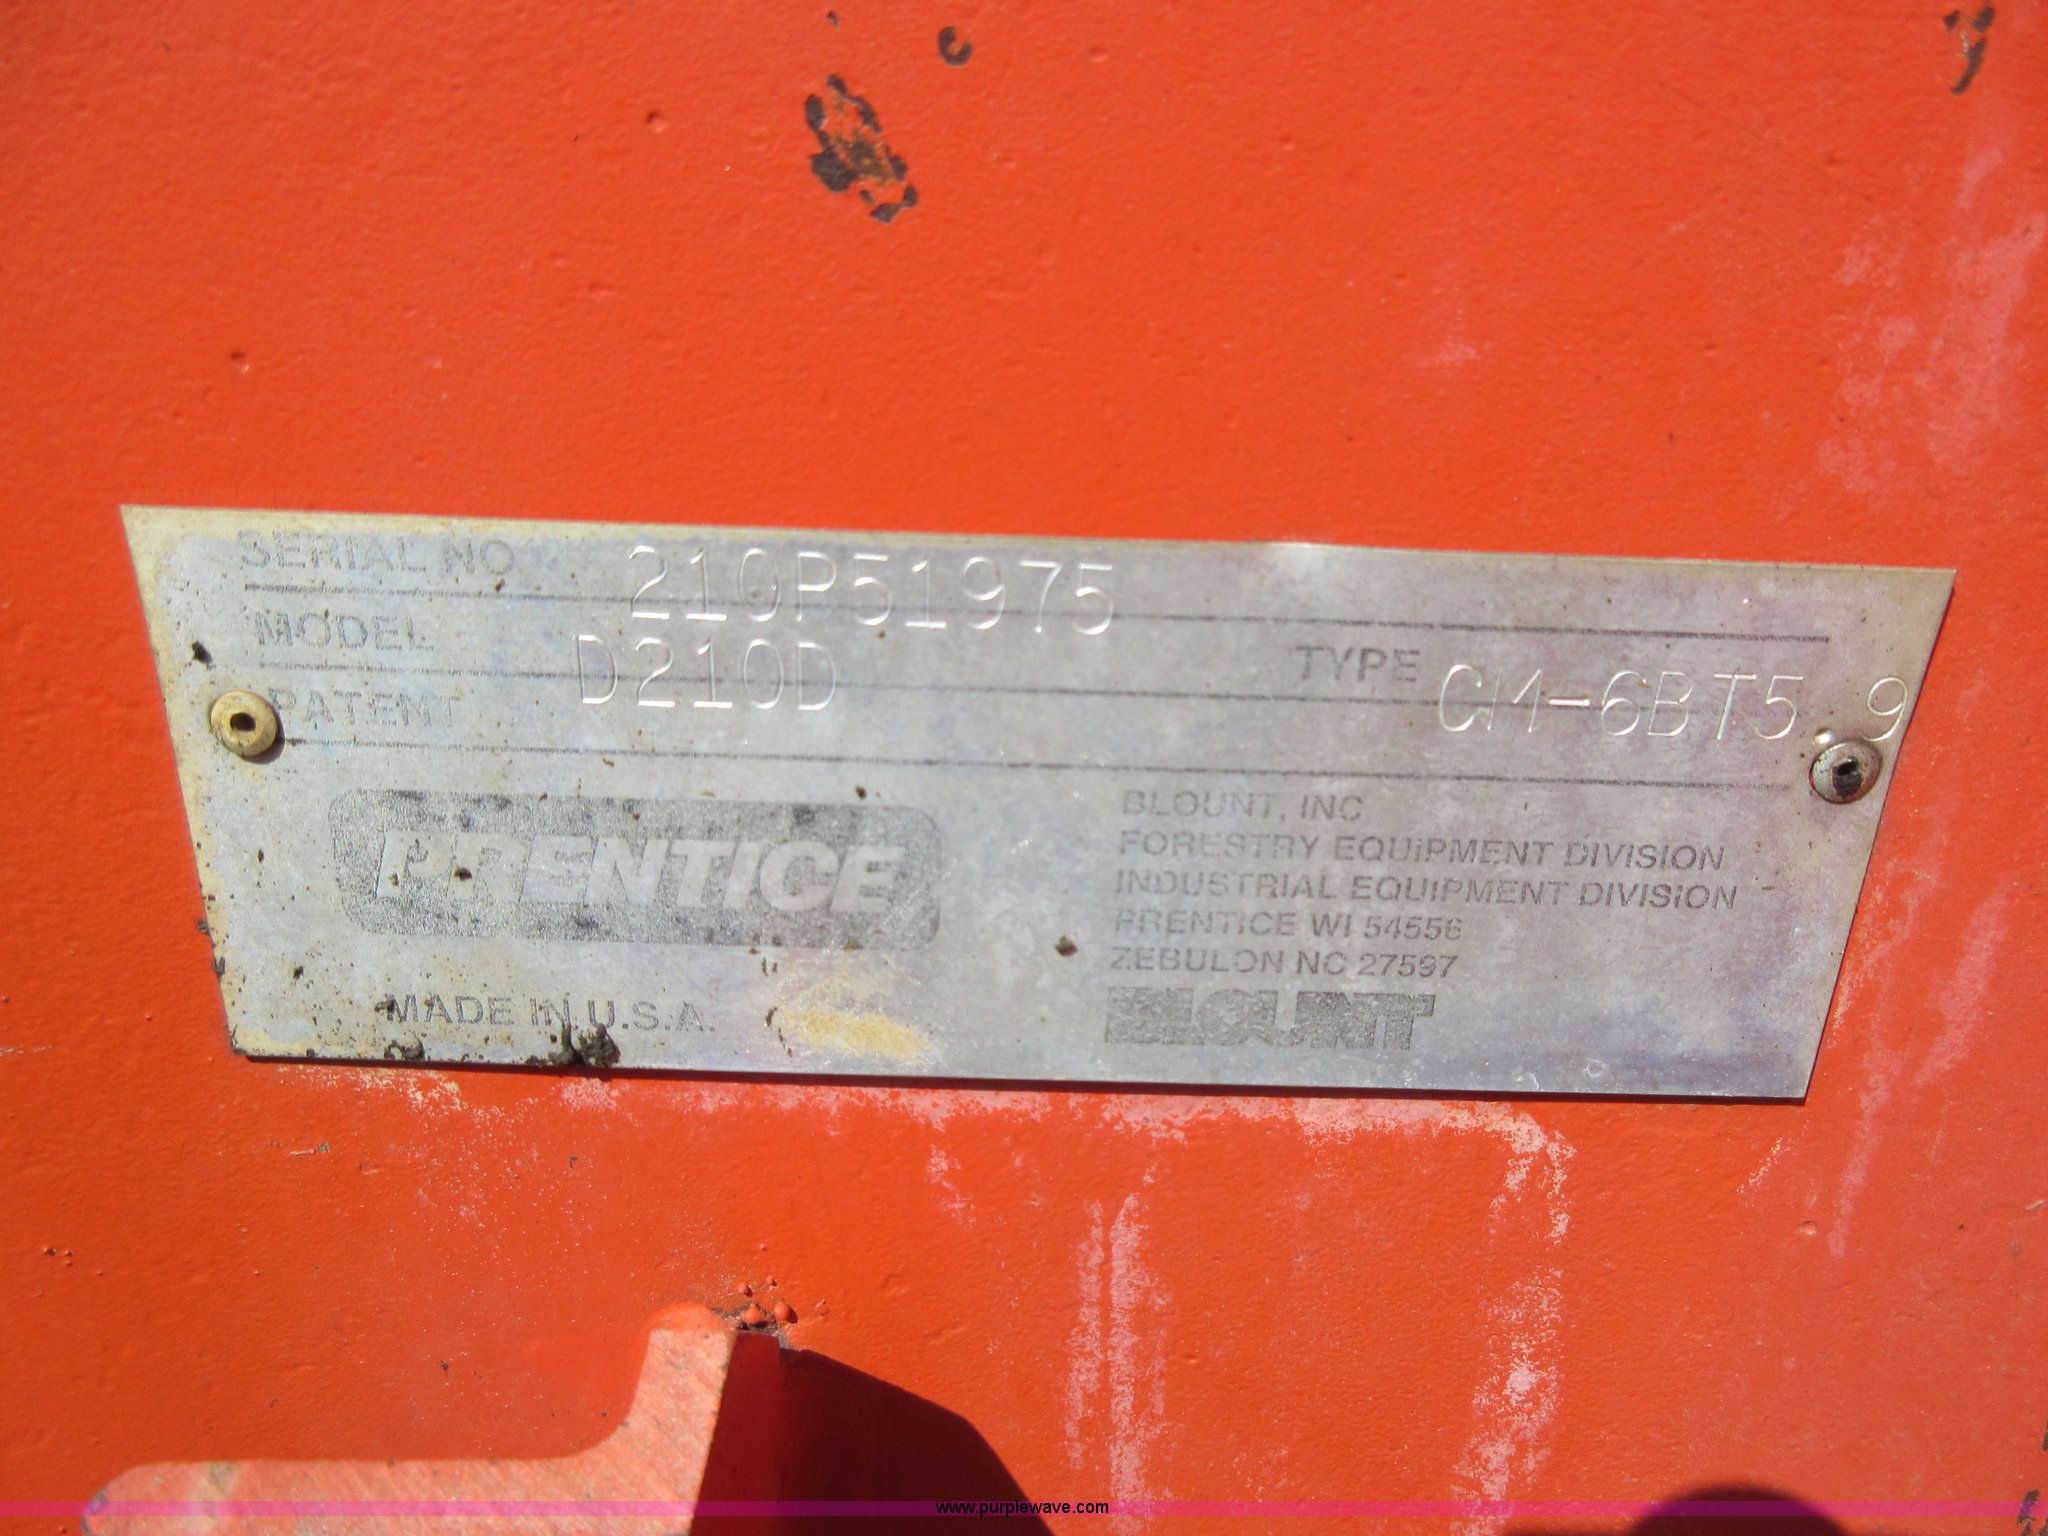 SERIAL NO 210P51975
MODEL D210D TYPE CM-6BT5.9
PATENT
PRENTICE
BLOUNT, INC
FORESTRY EQUIPMENT DIVISION
INDUSTRIAL EQUIPMENT DIVISION
PRENTICE WI 54556
ZEBULON NC 27597
MADE IN U.S.A.
BLOUNT
www.purplewave.com